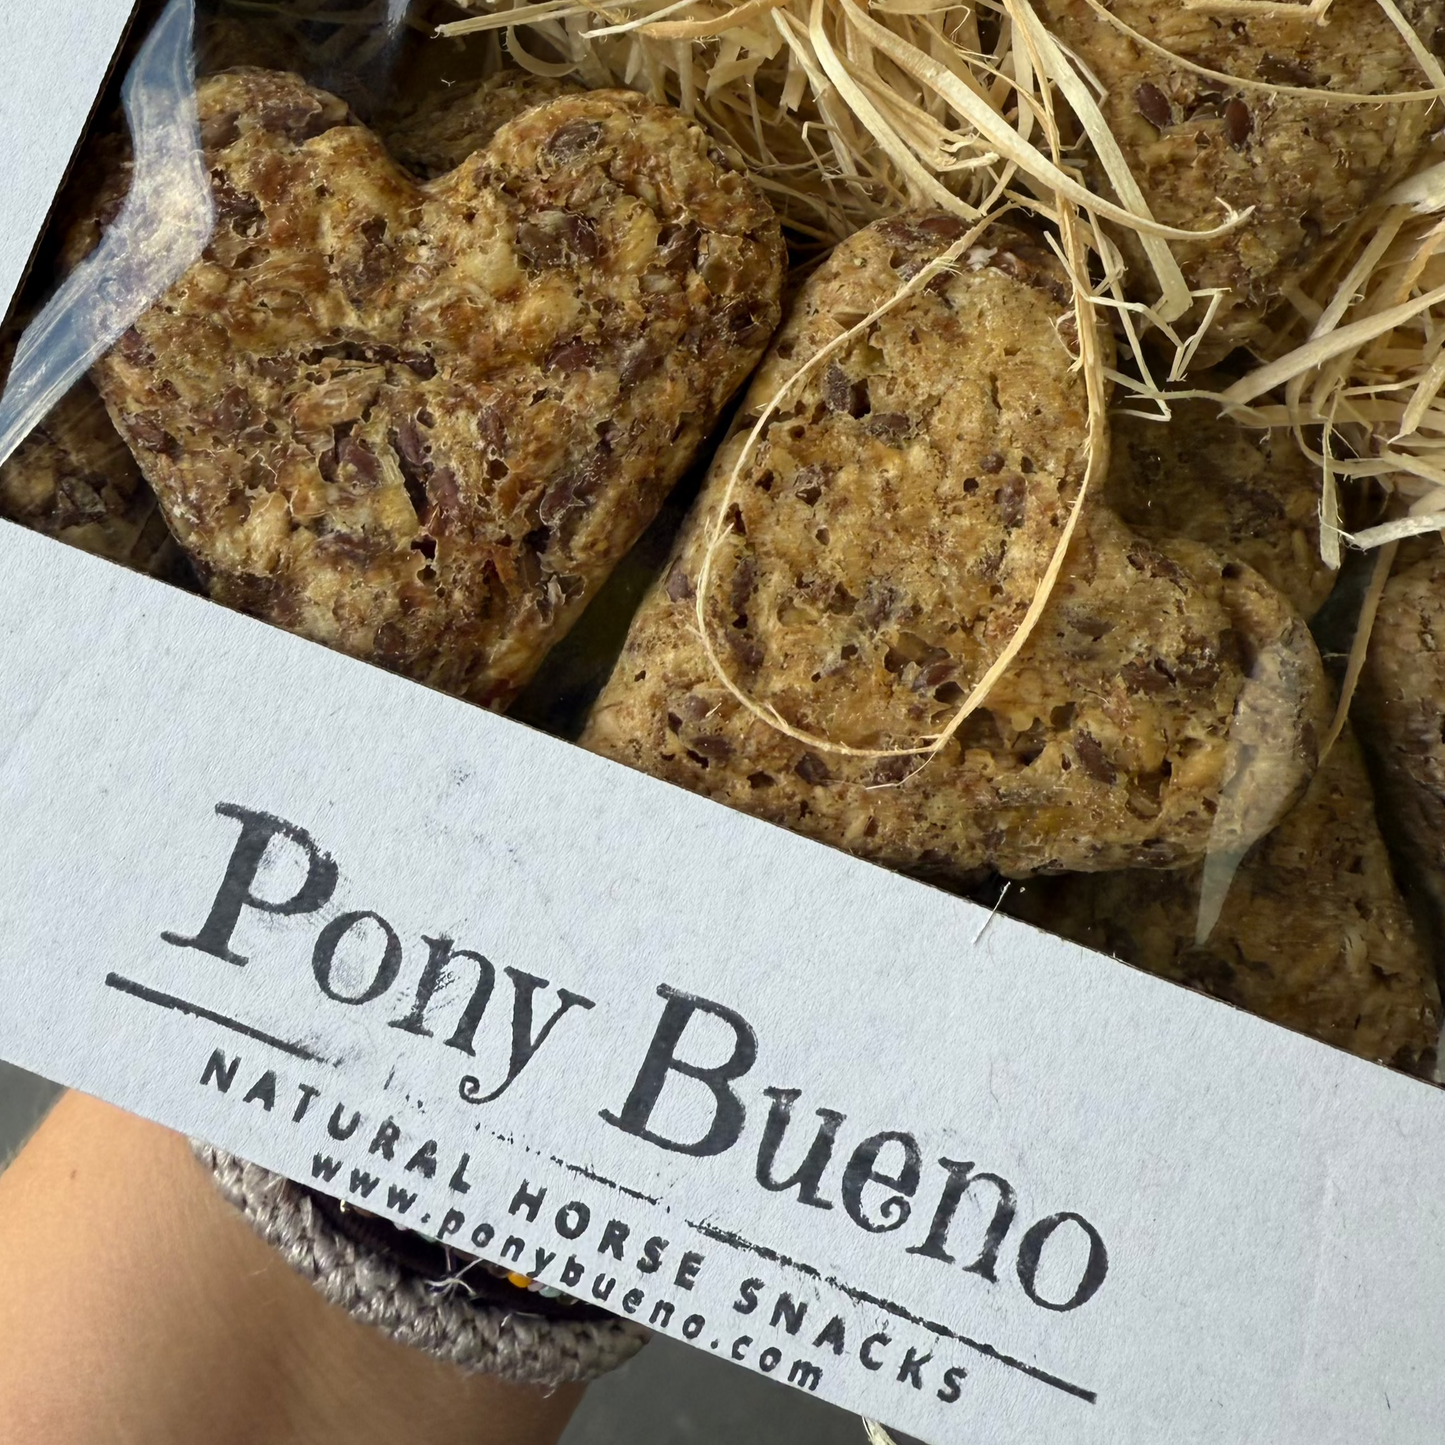 Pony Bueno
NATURAL HORSE SNACKS
www.ponybueno.com